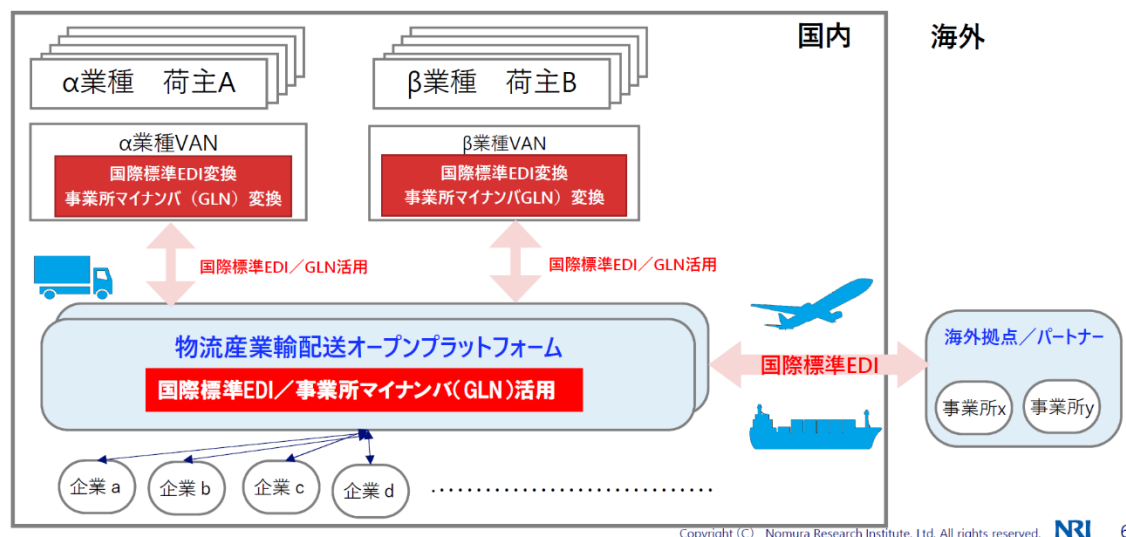 国内
海外
α業種 荷主A
β業種 荷主B
α業種VAN
国際標準EDI変換
事業所マイナンバ（GLN）変換
β業種VAN
国際標準EDI変換
事業所マイナンバGLN）変換
国際標準EDI／GLN活用
国際標準EDI／GLN活用
物流産業輸配送オープンプラットフォーム
国際標準EDI／事業所マイナンバ（GLN）活用
国際標準EDI
海外拠点／パートナー
事業所x
事業所y
企業 a
企業 b
企業 c
企業 d
‥‥‥‥‥‥‥‥‥‥‥‥‥‥
Copyright (C) Nomura Research Institute, Ltd. All rights reserved.
NRI
6